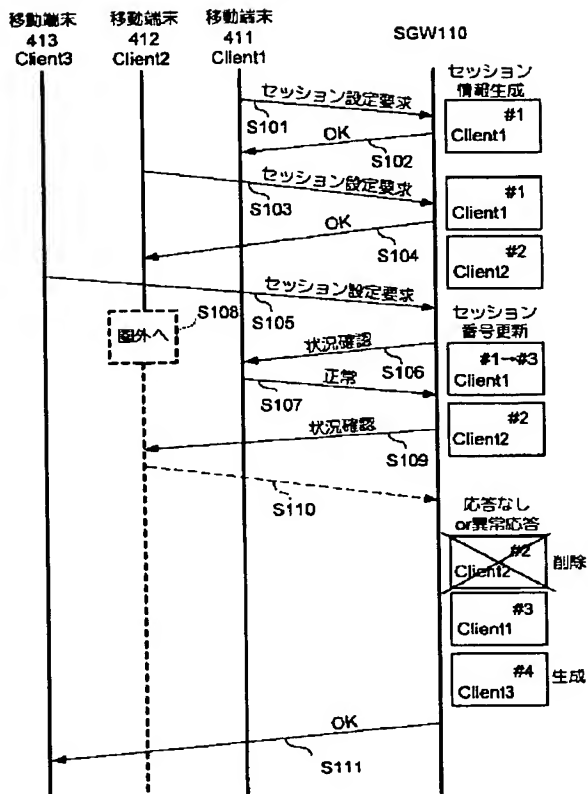 移動端末
413
Client3
移動端末
412
Client2
移動端末
411
Client1
SGW110
セッション
情報生成
セッション設定要求
S101
#1
Client1
OK
S102
セッション設定要求
S103
#1
Client1
OK
S104
#2
Client2
セッション設定要求
S105
セッション
番号更新
S108
圏外へ
状況確認
S106
#1→#3
Client1
正常
S107
状況確認
S109
#2
Client2
S110
応答なし
or異常応答
#2
Client2
削除
#3
Client1
#4
Client3
生成
OK
S111